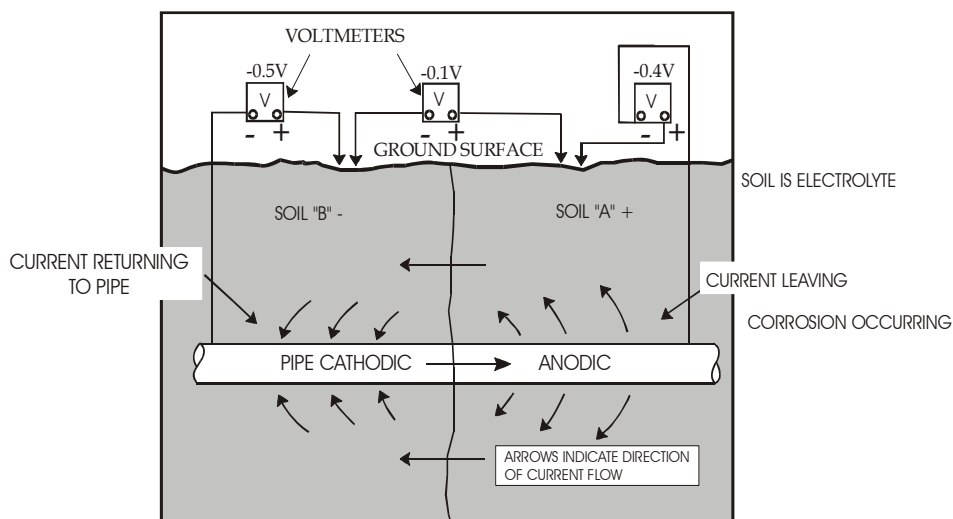 VOLTMETERS
-0.5V
-0.1V
-0.4V
V
V
V
- +
- +
- +
GROUND SURFACE
SOIL IS ELECTROLYTE
SOIL "B" -
SOIL "A" +
CURRENT RETURNING
TO PIPE
CURRENT LEAVING
CORROSION OCCURRING
PIPE CATHODIC
ANODIC
ARROWS INDICATE DIRECTION
OF CURRENT FLOW